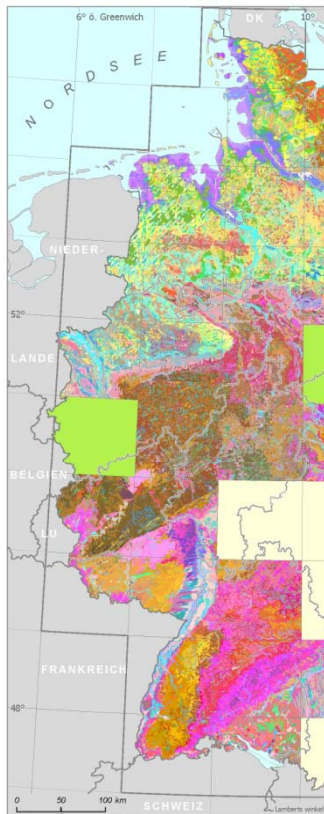 6° ö. Greenwich
10°
DK
NORDSEE
NIEDER-
52°
LANDE
BELGIEN
LU
FRANKREICH
48°
0 50 100 km
SCHWEIZ
Lamberts winkel